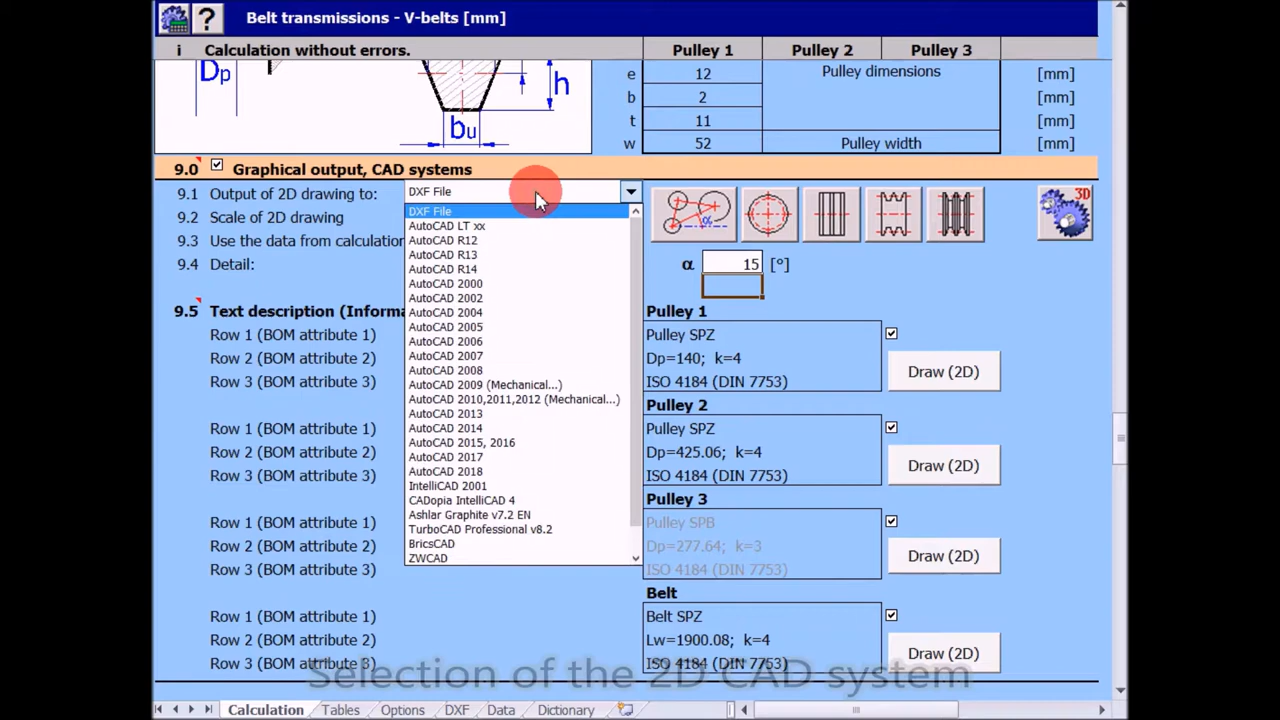 ? Belt transmissions - V-belts [mm]
i Calculation without errors. Pulley 1 Pulley 2 Pulley 3
Dp h bu
e 12 Pulley dimensions [mm]
b 2 [mm]
t 11 [mm]
w 52 Pulley width [mm]
9.0 Graphical output, CAD systems
9.1 Output of 2D drawing to: DXF File
9.2 Scale of 2D drawing
9.3 Use the data from calculation
9.4 Detail:
DXF File
AutoCAD LT xx
AutoCAD R12
AutoCAD R13
AutoCAD R14
AutoCAD 2000
AutoCAD 2002
AutoCAD 2004
AutoCAD 2005
AutoCAD 2006
AutoCAD 2007
AutoCAD 2008
AutoCAD 2009 (Mechanical...)
AutoCAD 2010,2011,2012 (Mechanical...)
AutoCAD 2013
AutoCAD 2014
AutoCAD 2015, 2016
AutoCAD 2017
AutoCAD 2018
IntelliCAD 2001
CADopia IntelliCAD 4
Ashlar Graphite v7.2 EN
TurboCAD Professional v8.2
BricsCAD
ZWCAD
α
3D
α 15 [°]
9.5 Text description (Informa
Pulley 1
Row 1 (BOM attribute 1) Pulley SPZ
Row 2 (BOM attribute 2) Dp=140; k=4
Row 3 (BOM attribute 3) ISO 4184 (DIN 7753)
Draw (2D)
Pulley 2
Row 1 (BOM attribute 1) Pulley SPZ
Row 2 (BOM attribute 2) Dp=425.06; k=4
Row 3 (BOM attribute 3) ISO 4184 (DIN 7753)
Draw (2D)
Pulley 3
Row 1 (BOM attribute 1) Pulley SPB
Row 2 (BOM attribute 2) Dp=277.64; k=3
Row 3 (BOM attribute 3) ISO 4184 (DIN 7753)
Draw (2D)
Belt
Row 1 (BOM attribute 1) Belt SPZ
Row 2 (BOM attribute 2) Lw=1900.08; k=4
Row 3 (BOM attribute 3) ISO 4184 (DIN 7753)
Draw (2D)
Selection of the 2D CAD system
Calculation Tables Options DXF Data Dictionary